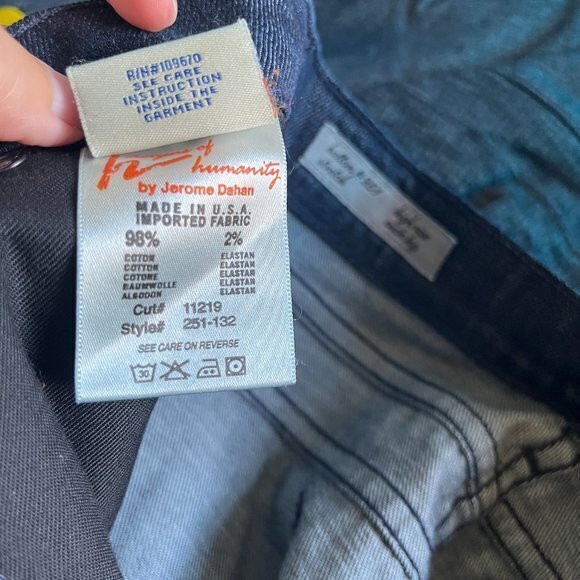 R/N#109670
SEE CARE
INSTRUCTION
INSIDE THE
GARMENT
of
humanity
by Jerome Dahan
MADE IN U.S.A.
IMPORTED FABRIC
98% 2%
COTON ELASTAN
COTTON ELASTAN
COTONE ELASTAN
BAUMWOLLE ELASTAN
ALGODON ELASTAN
Cut# 11219
Style# 251-132
SEE CARE ON REVERSE
30